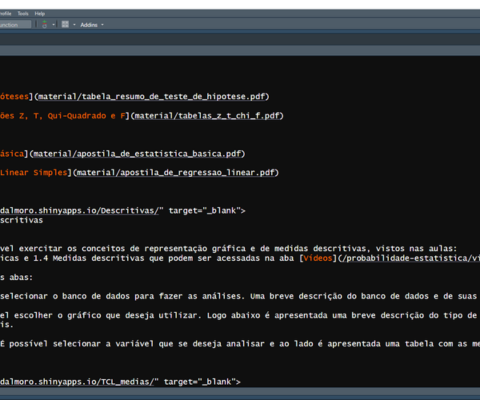 Profile Tools Help
Function Addins
óteses](material/tabela_resumo_de_teste_de_hipotese.pdf)
ões Z, T, Qui-Quadrado e F](material/tabelas_z_t_chi_f.pdf)
ásica](material/apostila_de_estatistica_basica.pdf)
Linear Simples](material/apostila_de_regressao_linear.pdf)
dalmoro.shinyapps.io/Descritivas/" target="_blank">
scritivas
vel exercitar os conceitos de representação gráfica e de medidas descritivas, vistos nas aulas:
icas e 1.4 Medidas descritivas que podem ser acessadas na aba [Vídeos](/probabilidade-estatistica/vi
s abas:
selecionar o banco de dados para fazer as análises. Uma breve descrição do banco de dados e de suas
el escolher o gráfico que deseja utilizar. Logo abaixo é apresentada uma breve descrição do tipo de
is.
É possível selecionar a variável que se deseja analisar e ao lado é apresentada uma tabela com as me
dalmoro.shinyapps.io/TCL_medias/" target="_blank">